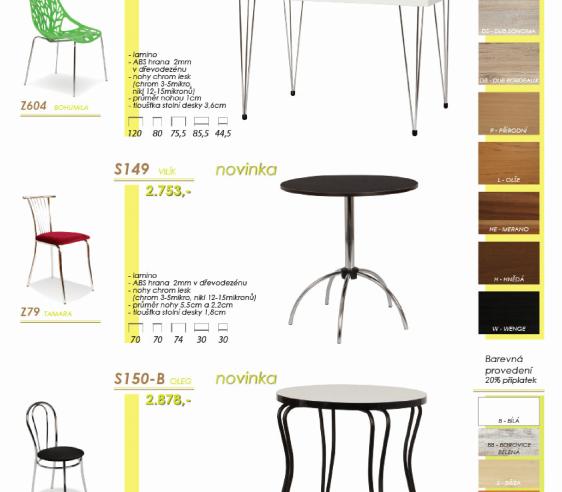 Z604 BOHUMILA
- lamino
- ABS hrana 2mm
v dřevodezénu
- nohy chrom lesk
(chrom 3-5mikro,
nikl 12-15mikronů)
- průměr nohou 1cm
- tloušťka stolní desky 3,6cm
120 80 75,5 85,5 44,5
S149 VILÍK novinka
2.753,-
- lamino
- ABS hrana 2mm v dřevodezénu
- nohy chrom lesk
(chrom 3-5mikro, nikl 12-15mikronů)
- průměr nohy 5,5cm a 2,2cm
- tloušťka stolní desky 1,8cm
70 70 74 30 30
Z79 TAMARA
S150-B OLEG novinka
2.878,-
DS - DUB SONOMA
DB - DUB BORDEAUX
P - PŘÍRODNÍ
L - OLŠE
ME - MERANO
H - HNĚDÁ
W - WENGE
Barevná
provedení
20% příplatek
B - BÍLÁ
BB - BOROVICE
BĚLENÁ
S - BŘÍZA